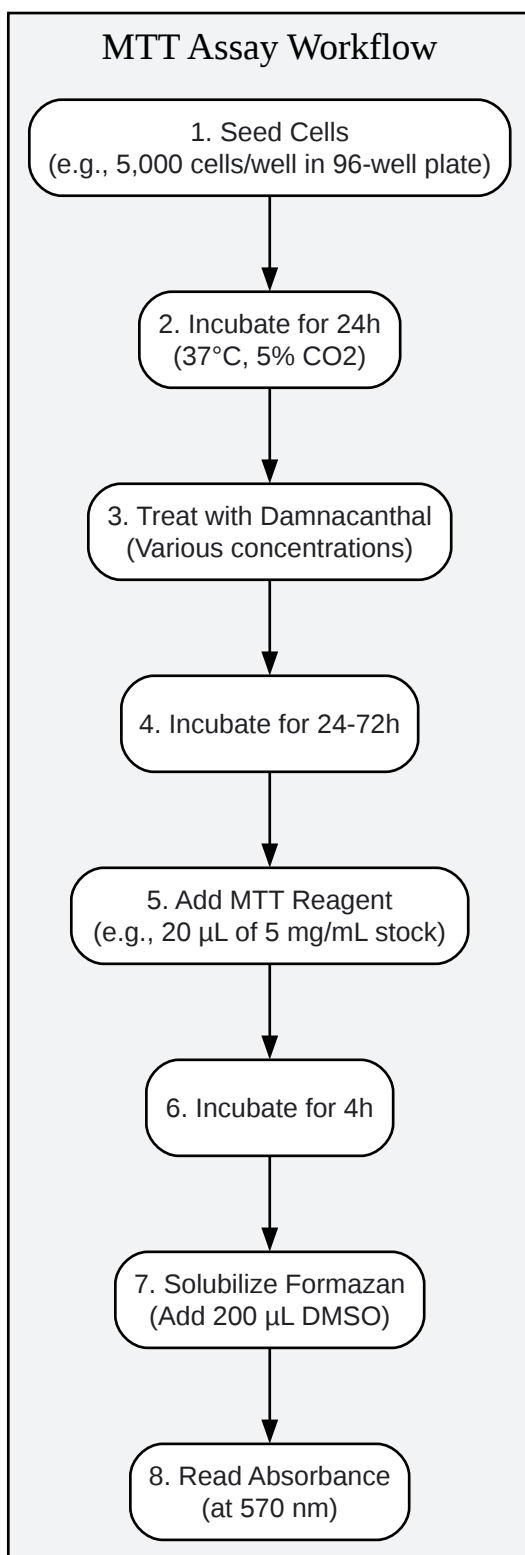 MTT Assay Workflow
1. Seed Cells
(e.g., 5,000 cells/well in 96-well plate)
2. Incubate for 24h
(37°C, 5% CO2)
3. Treat with Damnacanthal
(Various concentrations)
4. Incubate for 24-72h
5. Add MTT Reagent
(e.g., 20 µL of 5 mg/mL stock)
6. Incubate for 4h
7. Solubilize Formazan
(Add 200 µL DMSO)
8. Read Absorbance
(at 570 nm)